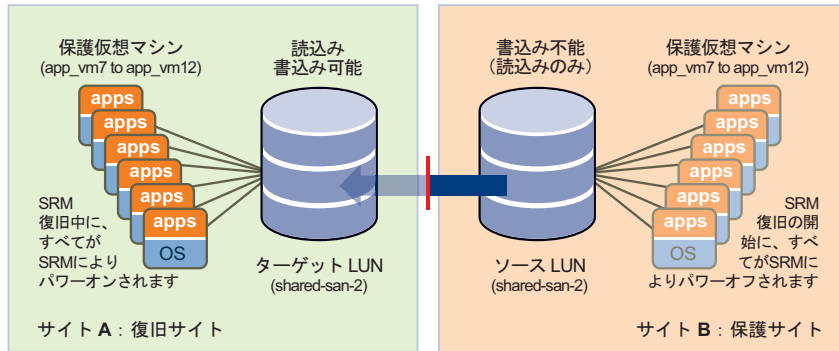 保護仮想マシン
(app_vm7 to app_vm12)
apps
apps
apps
apps
apps
apps
OS
SRM
復旧中に、
すべてが
SRMにより
パワーオンされます
読込み
書込み可能
ターゲット LUN
(shared-san-2)
サイト A : 復旧サイト
書込み不能
(読込みのみ)
ソース LUN
(shared-san-2)
保護仮想マシン
(app_vm7 to app_vm12)
apps
apps
apps
apps
apps
apps
OS
SRM
復旧の開
始に、すべ
てがSRMに
よりパワーオフされます
サイト B : 保護サイト